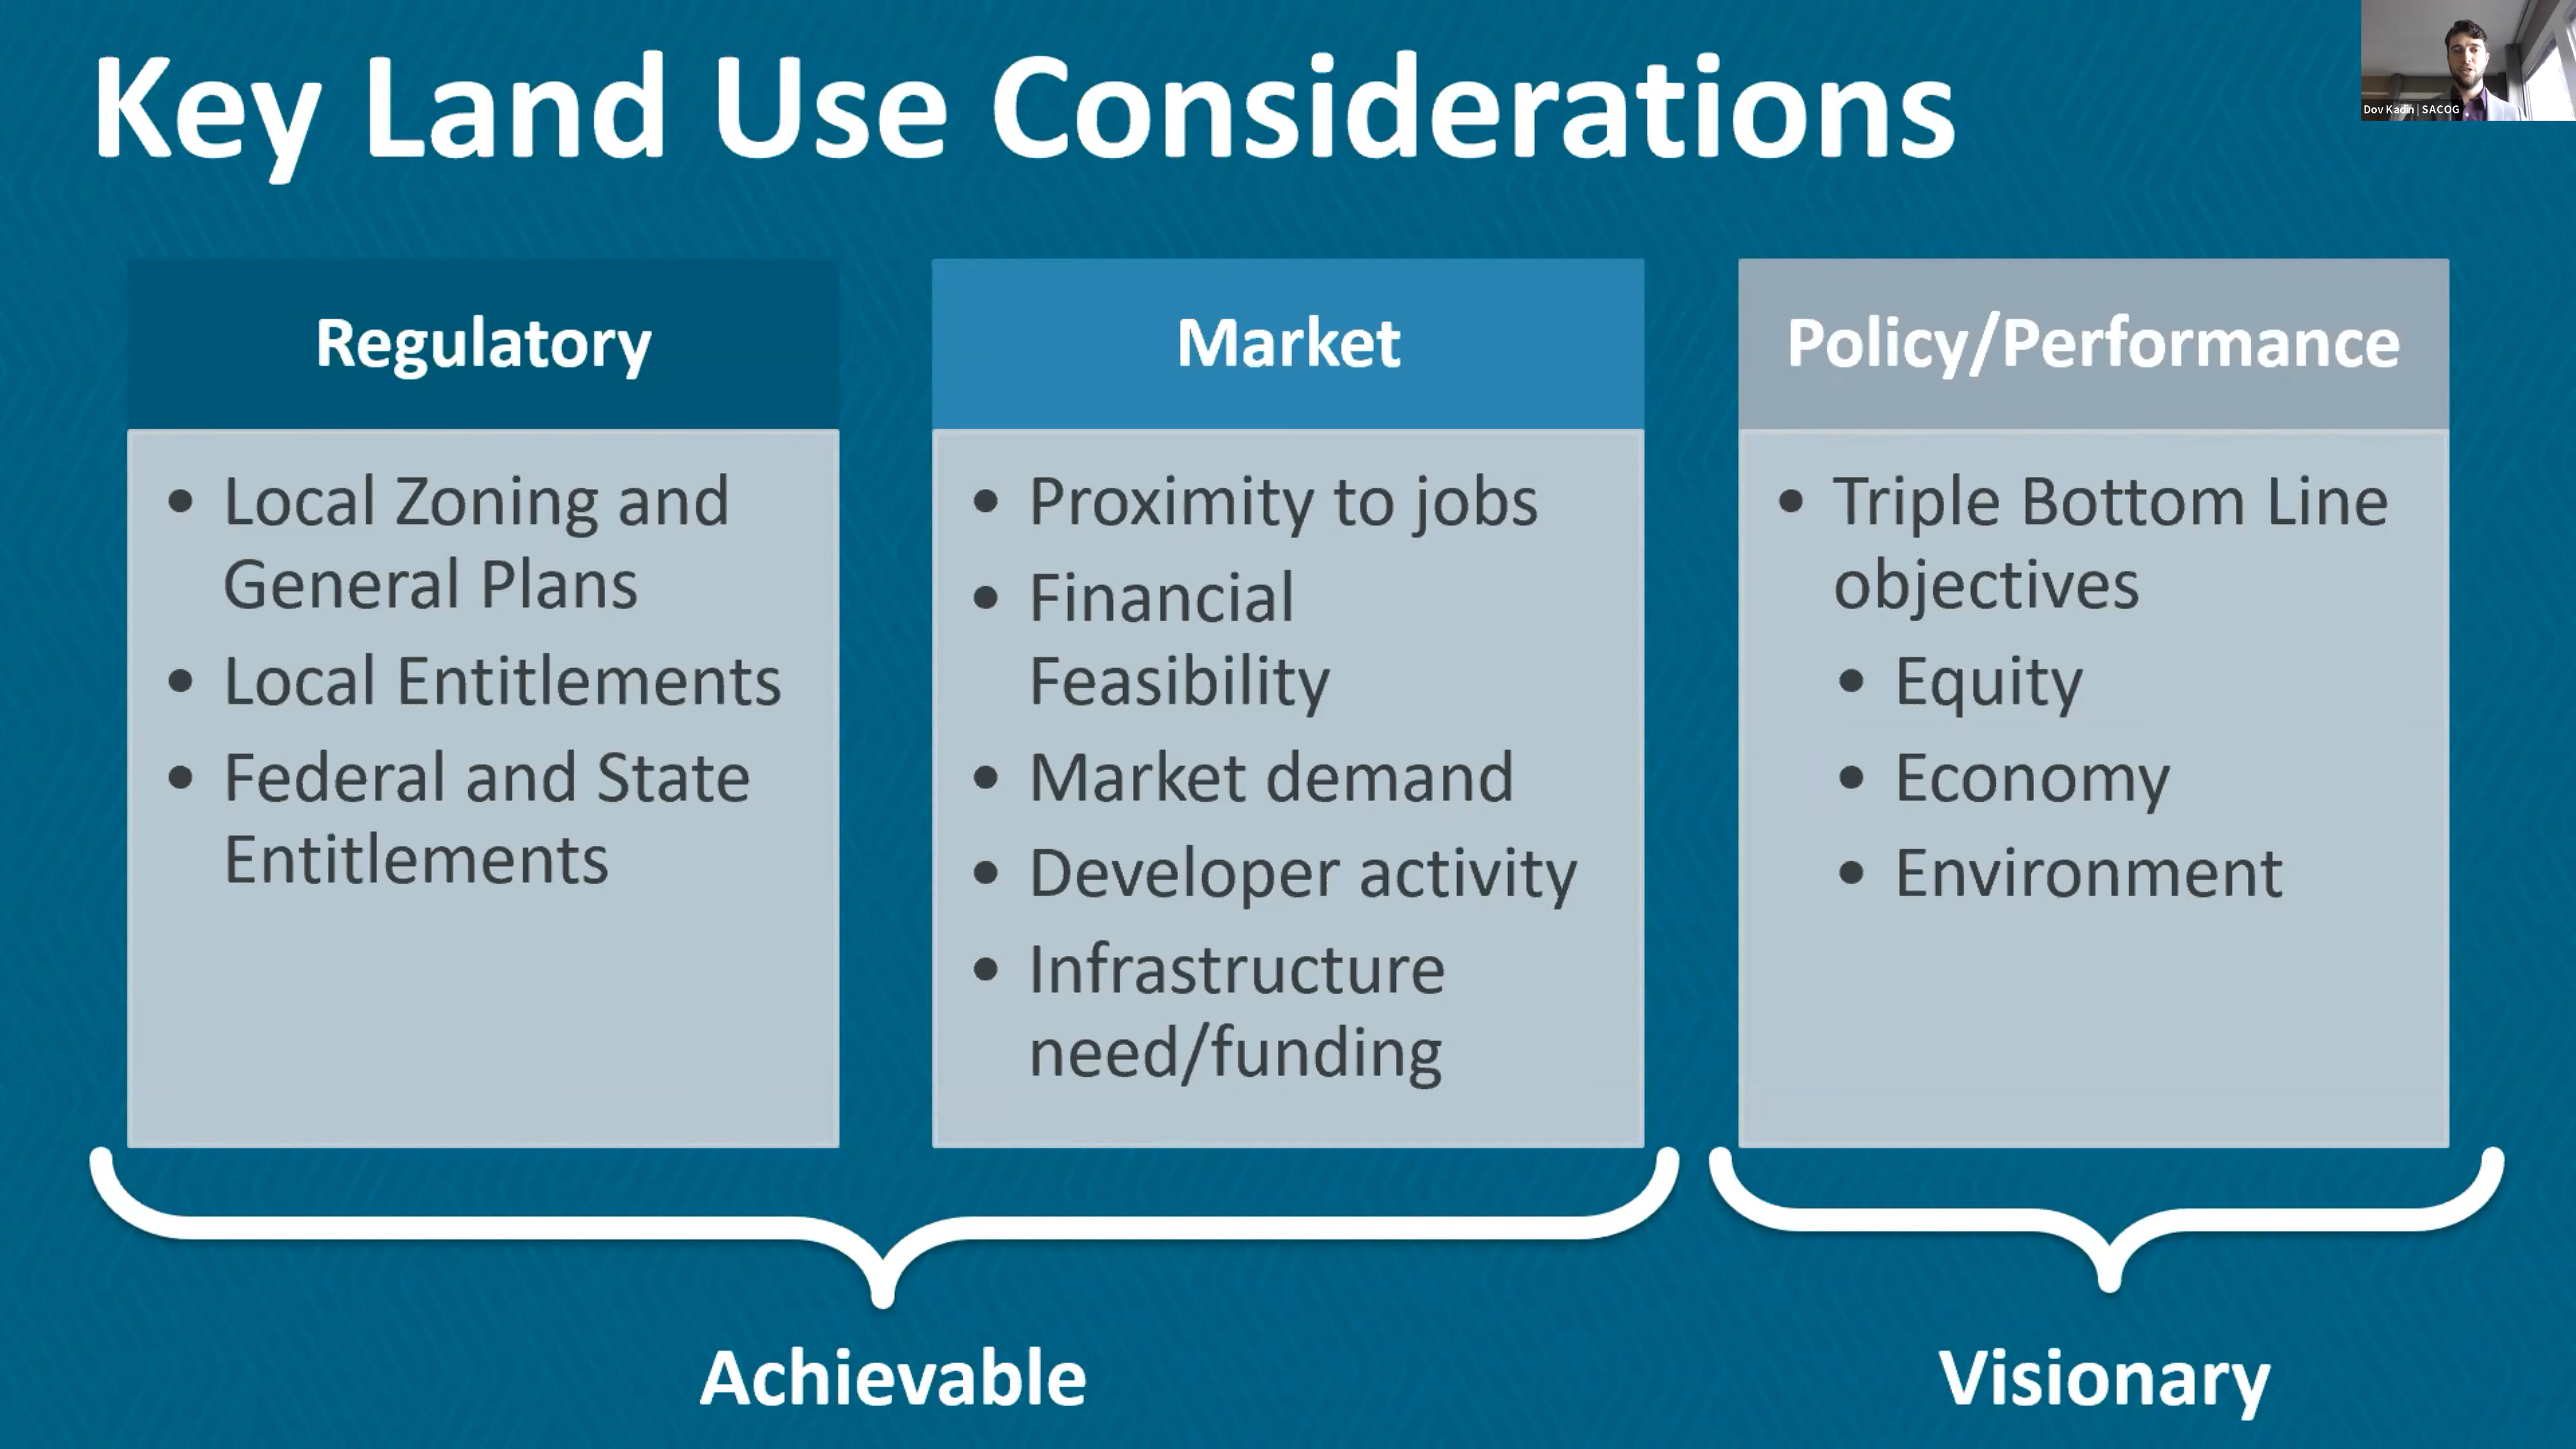 Key Land Use Considerations
Dov Kadin | SACOG
Regulatory
• Local Zoning and
General Plans
• Local Entitlements
• Federal and State
Entitlements
Market
• Proximity to jobs
• Financial
Feasibility
• Market demand
• Developer activity
• Infrastructure
need/funding
Policy/Performance
• Triple Bottom Line
objectives
• Equity
• Economy
• Environment
Achievable
Visionary